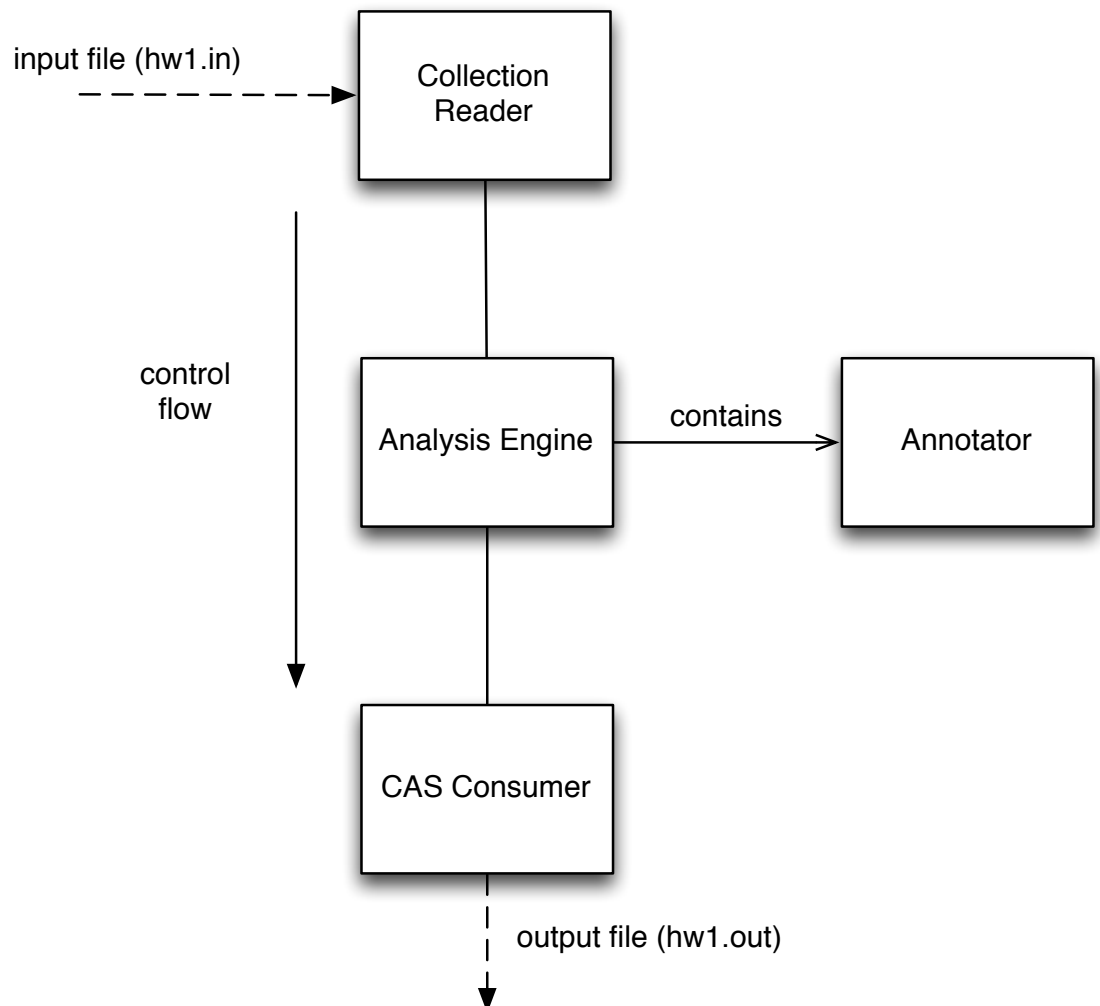 input file (hw1.in)
Collection
Reader
control
flow
Analysis Engine
contains
Annotator
CAS Consumer
output file (hw1.out)